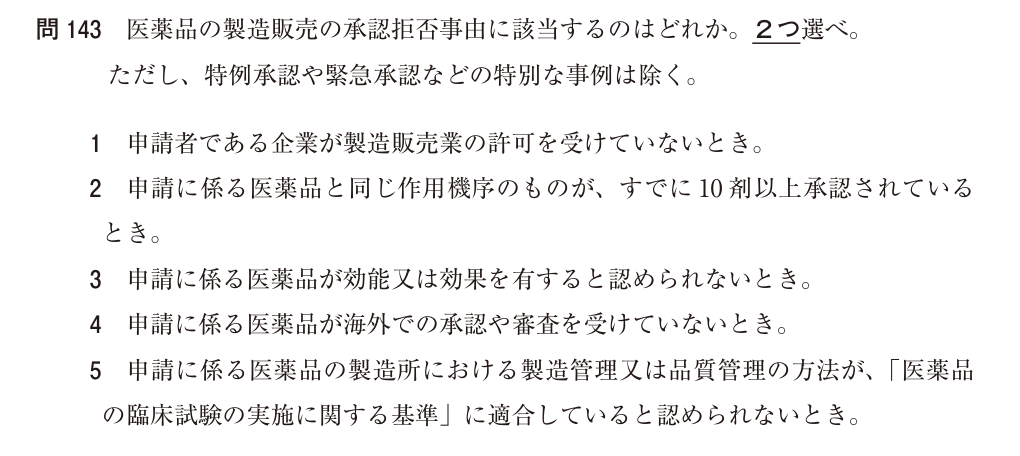 問 143　医薬品の製造販売の承認拒否事由に該当するのはどれか。２つ選べ。
ただし、特例承認や緊急承認などの特別な事例は除く。
1　申請者である企業が製造販売業の許可を受けていないとき。
2　申請に係る医薬品と同じ作用機序のものが、すでに 10 剤以上承認されている
とき。
3　申請に係る医薬品が効能又は効果を有すると認められないとき。
4　申請に係る医薬品が海外での承認や審査を受けていないとき。
5　申請に係る医薬品の製造所における製造管理又は品質管理の方法が、「医薬品
の臨床試験の実施に関する基準」に適合していると認められないとき。